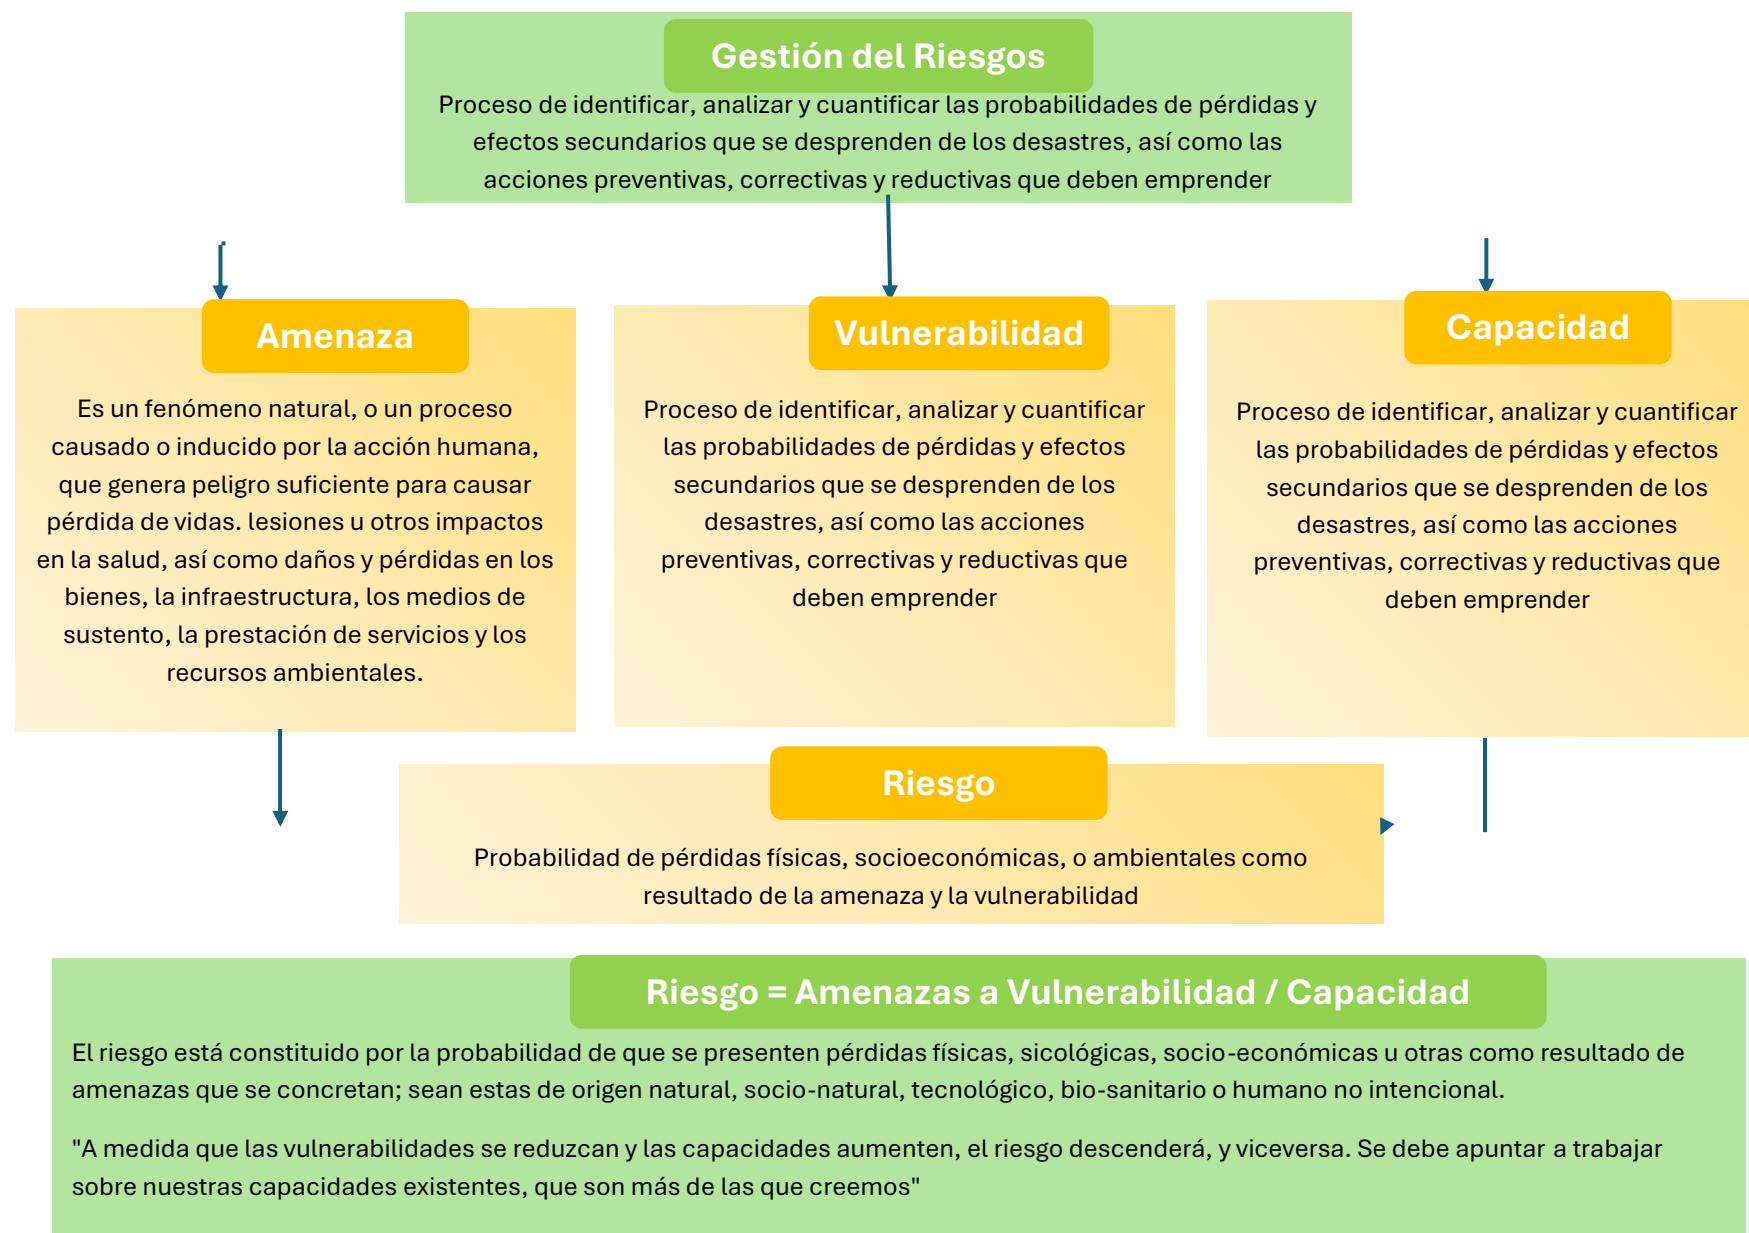 Gestión del Riesgos
Proceso de identificar, analizar y cuantificar las probabilidades de pérdidas y
efectos secundarios que se desprenden de los desastres, así como las
acciones preventivas, correctivas y reductivas que deben emprender
Amenaza
Es un fenómeno natural, o un proceso
causado o inducido por la acción humana,
que genera peligro suficiente para causar
pérdida de vidas. lesiones u otros impactos
en la salud, así como daños y pérdidas en los
bienes, la infraestructura, los medios de
sustento, la prestación de servicios y los
recursos ambientales.
Vulnerabilidad
Proceso de identificar, analizar y cuantificar
las probabilidades de pérdidas y efectos
secundarios que se desprenden de los
desastres, así como las acciones
preventivas, correctivas y reductivas que
deben emprender
Capacidad
Proceso de identificar, analizar y cuantificar
las probabilidades de pérdidas y efectos
secundarios que se desprenden de los
desastres, así como las acciones
preventivas, correctivas y reductivas que
deben emprender
Riesgo
Probabilidad de pérdidas físicas, socioeconómicas, o ambientales como
resultado de la amenaza y la vulnerabilidad
Riesgo = Amenazas a Vulnerabilidad / Capacidad
El riesgo está constituido por la probabilidad de que se presenten pérdidas físicas, sicológicas, socio-económicas u otras como resultado de
amenazas que se concretan; sean estas de origen natural, socio-natural, tecnológico, bio-sanitario o humano no intencional.
"A medida que las vulnerabilidades se reduzcan y las capacidades aumenten, el riesgo descenderá, y viceversa. Se debe apuntar a trabajar
sobre nuestras capacidades existentes, que son más de las que creemos"